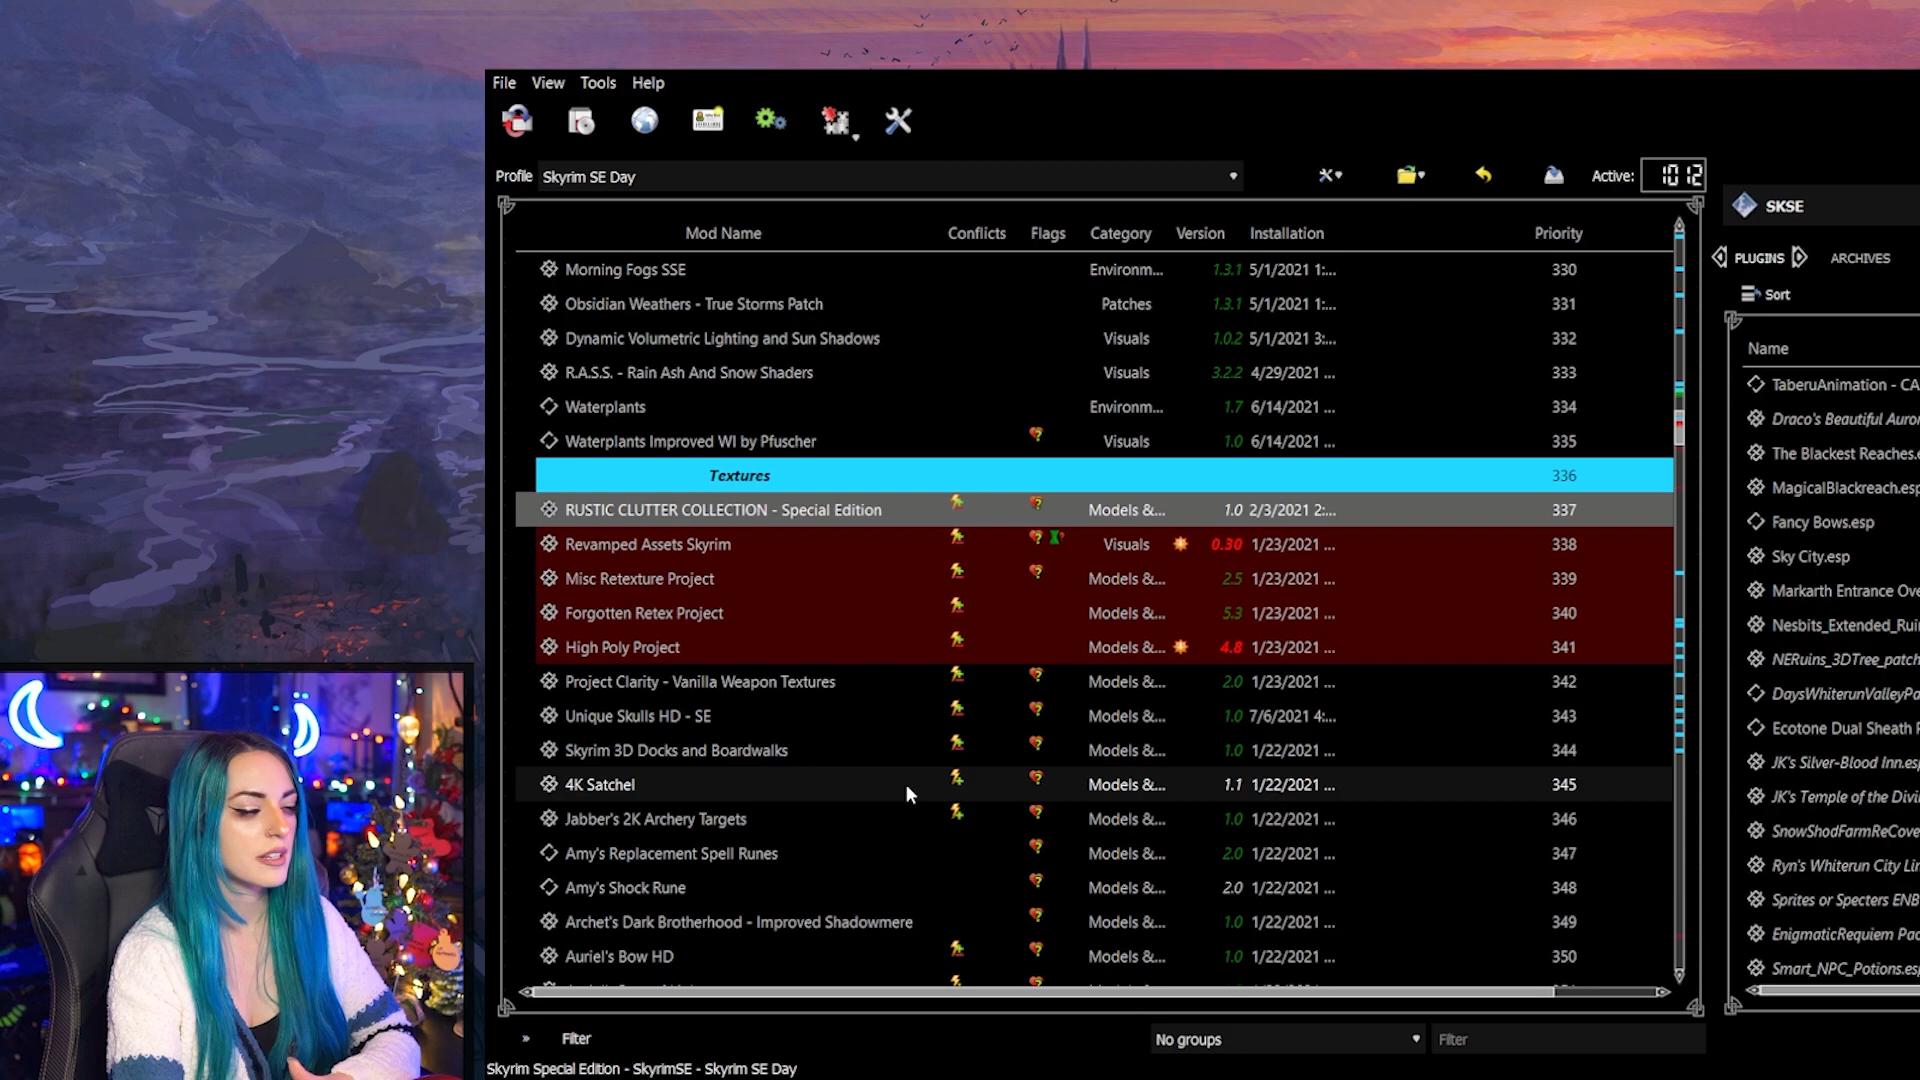 File View Tools Help
Profile Skyrim SE Day Active: 1012
Mod Name Conflicts Flags Category Version Installation Priority
Morning Fogs SSE Environm... 1.3.1 5/1/2021 1:... 330
Obsidian Weathers - True Storms Patch Patches 1.3.1 5/1/2021 1:... 331
Dynamic Volumetric Lighting and Sun Shadows Visuals 1.0.2 5/1/2021 3:... 332
R.A.S.S. - Rain Ash And Snow Shaders Visuals 3.2.2 4/29/2021 ... 333
Waterplants Environm... 1.7 6/14/2021 ... 334
Waterplants Improved WI by Pfuscher Visuals 1.0 6/14/2021 ... 335
Textures 336
RUSTIC CLUTTER COLLECTION - Special Edition Models &... 1.0 2/3/2021 2:... 337
Revamped Assets Skyrim Visuals 0.30 1/23/2021 ... 338
Misc Retexture Project Models &... 2.5 1/23/2021 ... 339
Forgotten Retex Project Models &... 5.3 1/23/2021 ... 340
High Poly Project Models &... 4.8 1/23/2021 ... 341
Project Clarity - Vanilla Weapon Textures Models &... 2.0 1/23/2021 ... 342
Unique Skulls HD - SE Models &... 1.0 7/6/2021 4:... 343
Skyrim 3D Docks and Boardwalks Models &... 1.0 1/22/2021 ... 344
4K Satchel Models &... 1.1 1/22/2021 ... 345
Jabber's 2K Archery Targets Models &... 1.0 1/22/2021 ... 346
Amy's Replacement Spell Runes Models &... 2.0 1/22/2021 ... 347
Amy's Shock Rune Models &... 2.0 1/22/2021 ... 348
Archet's Dark Brotherhood - Improved Shadowmere Models &... 1.0 1/22/2021 ... 349
Auriel's Bow HD Models &... 1.0 1/22/2021 ... 350
» Filter No groups Filter
Skyrim Special Edition - SkyrimSE - Skyrim SE Day
SKSE
PLUGINS ARCHIVES
Sort
Name
TaberuAnimation - CA
Draco's Beautiful Auror
The Blackest Reaches.e
MagicalBlackreach.esp
Fancy Bows.esp
Sky City.esp
Markarth Entrance Ove
Nesbits_Extended_Ruin
NERuins_3DTree_patch
DaysWhiterunValleyPa
Ecotone Dual Sheath P
JK's Silver-Blood Inn.esp
JK's Temple of the Divin
SnowShodFarmReCove
Ryn's Whiterun City Lim
Sprites or Specters ENB
EnigmaticRequiem Pac
Smart_NPC_Potions.esp